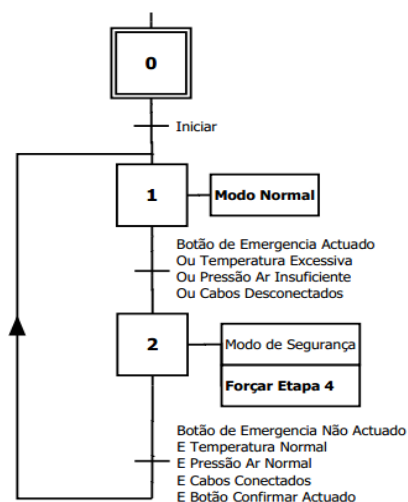 0
Iniciar
1
Modo Normal
Botão de Emergencia Actuado
Ou Temperatura Excessiva
Ou Pressão Ar Insuficiente
Ou Cabos Desconectados
2
Modo de Segurança
Forçar Etapa 4
Botão de Emergencia Não Actuado
E Temperatura Normal
E Pressão Ar Normal
E Cabos Conectados
E Botão Confirmar Actuado